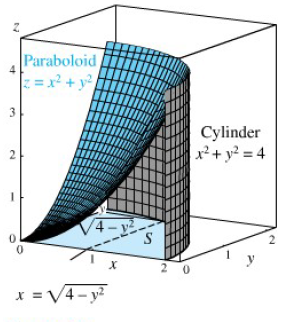 z
4
Paraboloid
z = x² + y²
3
Cylinder
x² + y² = 4
2
1
0
y
√4 – y²
S
1
x
2
0
1
y
2
x = √4 – y²